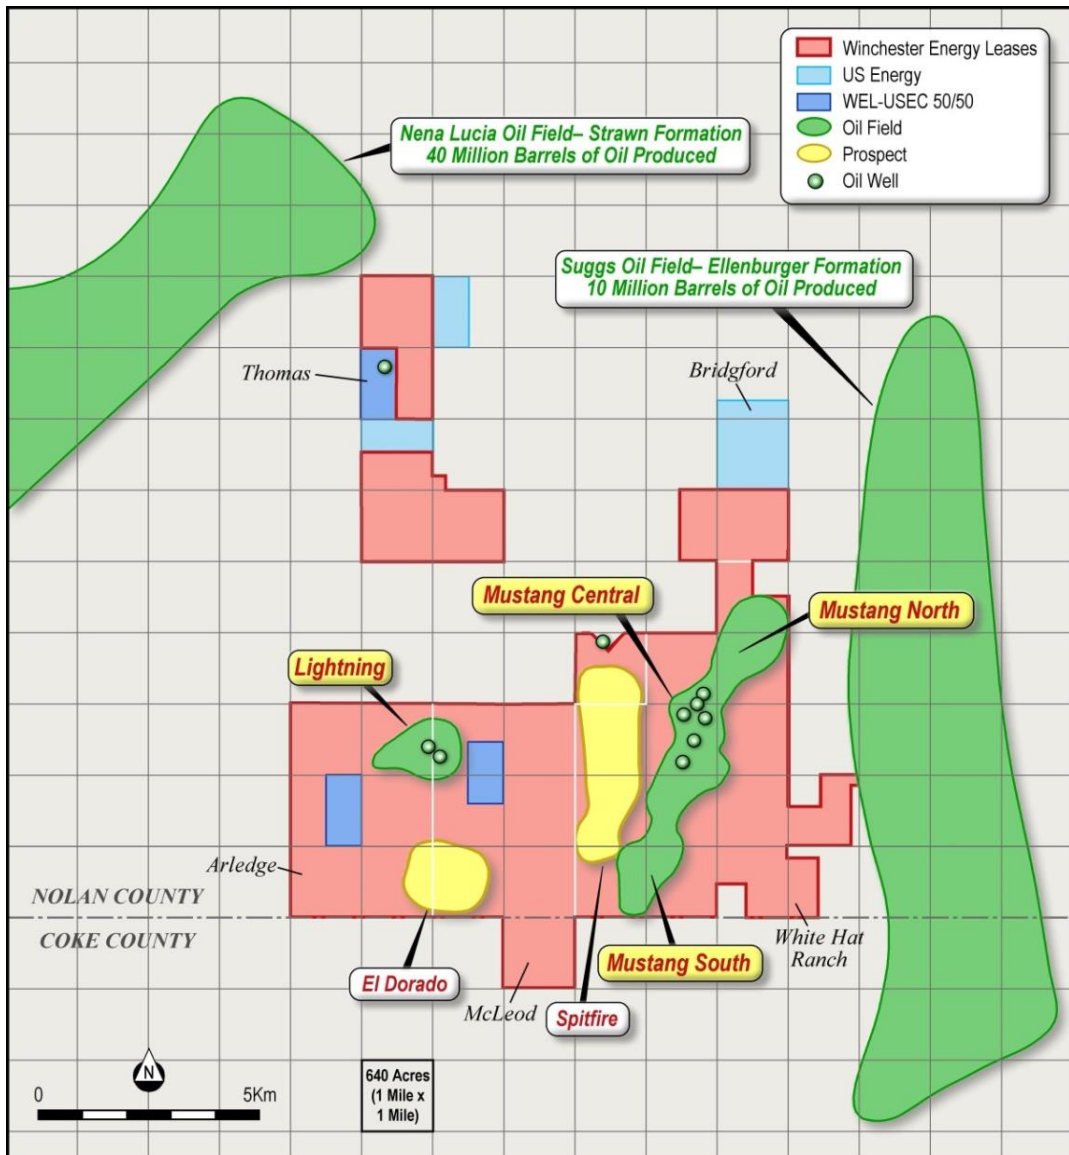 Winchester Energy Leases
US Energy
WEL-USEC 50/50
Oil Field
Prospect
Oil Well
Nena Lucia Oil Field– Strawn Formation
40 Million Barrels of Oil Produced
Suggs Oil Field– Ellenburger Formation
10 Million Barrels of Oil Produced
Thomas
Bridgford
Mustang Central
Mustang North
Lightning
Arledge
NOLAN COUNTY
COKE COUNTY
White Hat
Ranch
Mustang South
El Dorado
McLeod
Spitfire
N
0
5Km
640 Acres
(1 Mile x
1 Mile)